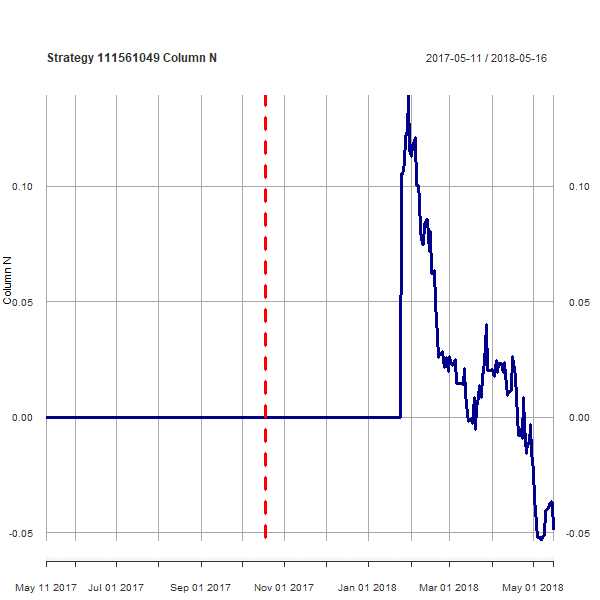 Strategy 111561049 Column N
2017-05-11 / 2018-05-16
Column N
0.10
0.10
0.05
0.05
0.00
0.00
-0.05
-0.05
May 11 2017
Jul 01 2017
Sep 01 2017
Nov 01 2017
Jan 01 2018
Mar 01 2018
May 01 2018